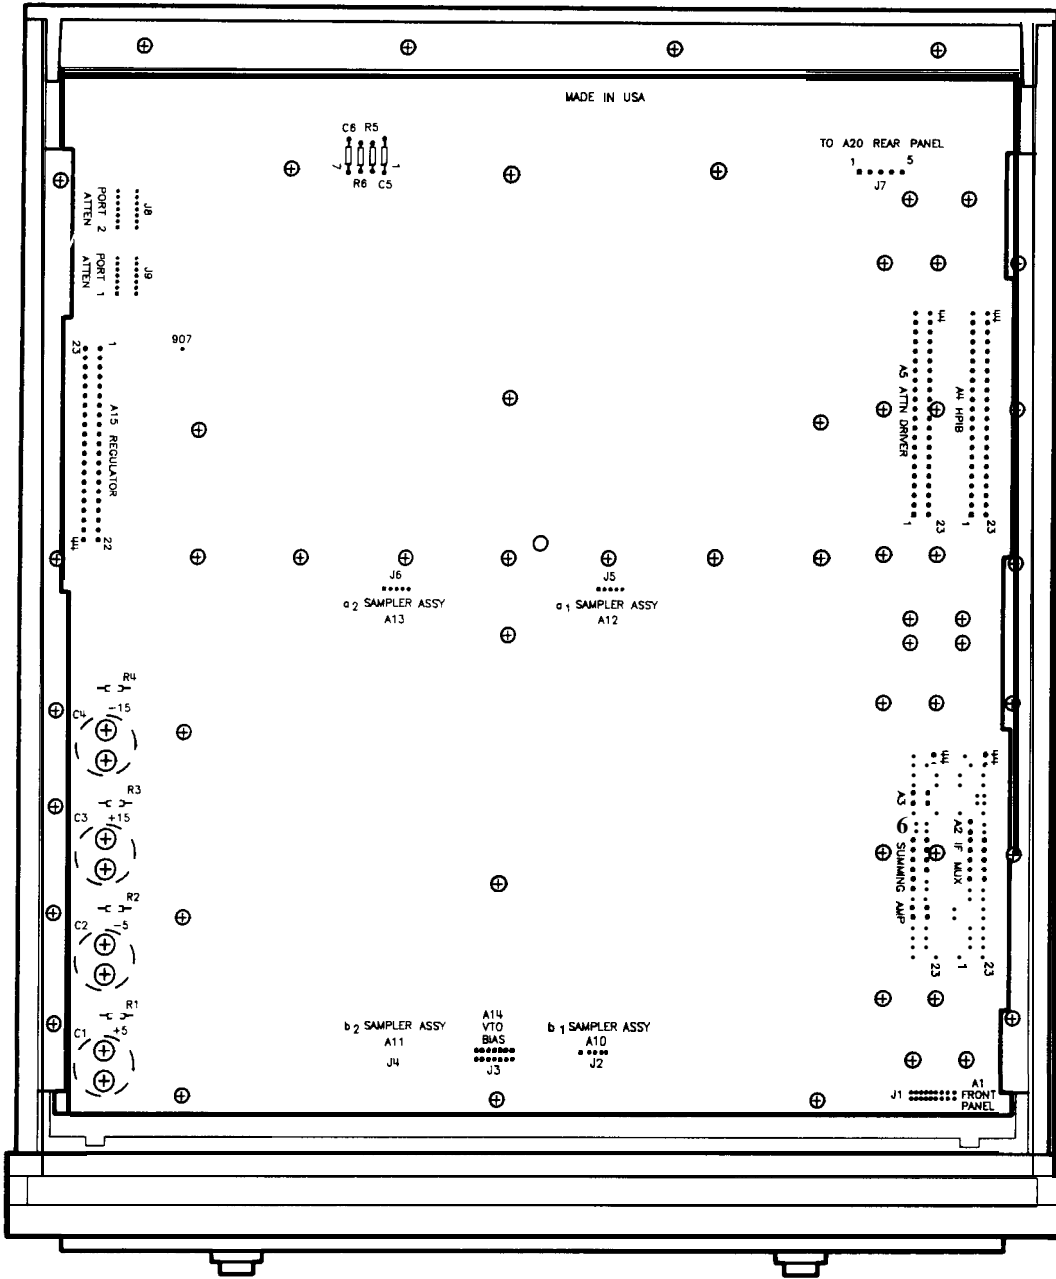 MADE IN USA
C6 R5
7 1
R6 C5
TO A20 REAR PANEL
1 5
J7
J8
PORT 2
ATTEN
J9
PORT 1
ATTEN
907
1
23
A15 REGULATOR
22
A5 ATTN DRIVER
A4 HPIB
1
23
1
23
J6
a2 SAMPLER ASSY
A13
J5
a1 SAMPLER ASSY
A12
R4
C4 -15
R3
C3 +15
R2
C2 -5
R1
C1 +5
A3
6
SUMMING AMP
A2 IF MUX
23
1
23
b2 SAMPLER ASSY
A11
J4
A14
VTO
BIAS
J3
b1 SAMPLER ASSY
A10
J2
J1
A1
FRONT
PANEL